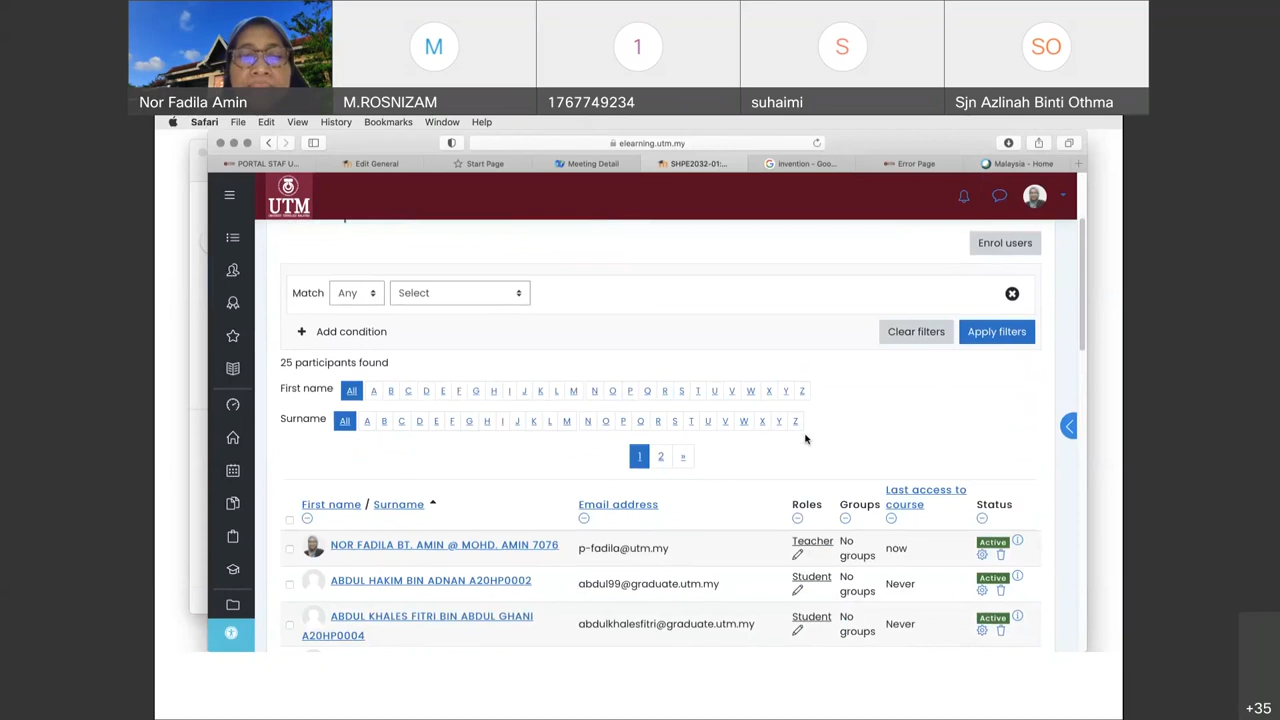 M 1 S SO
Nor Fadila Amin M.ROSNIZAM 1767749234 suhaimi Sjn Azlinah Binti Othma
Safari File Edit View History Bookmarks Window Help
elearning.utm.my
PORTAL STAF U... Edit General Start Page Meeting Detail SHPE2032-01:... invention - Goo... Error Page Malaysia - Home
UTM
Enrol users
Match Any Select
Add condition Clear filters Apply filters
25 participants found
First name All A B C D E F G H I J K L M N O P Q R S T U V W X Y Z
Surname All A B C D E F G H I J K L M N O P Q R S T U V W X Y Z
1 2 »
First name / Surname Email address Roles Groups Last access to course Status
NOR FADILA BT. AMIN @ MOHD. AMIN 7076 p-fadila@utm.my Teacher No groups now Active
ABDUL HAKIM BIN ADNAN A20HP0002 abdul99@graduate.utm.my Student No groups Never Active
ABDUL KHALES FITRI BIN ABDUL GHANI A20HP0004 abdulkhalesfitri@graduate.utm.my Student No groups Never Active
+35